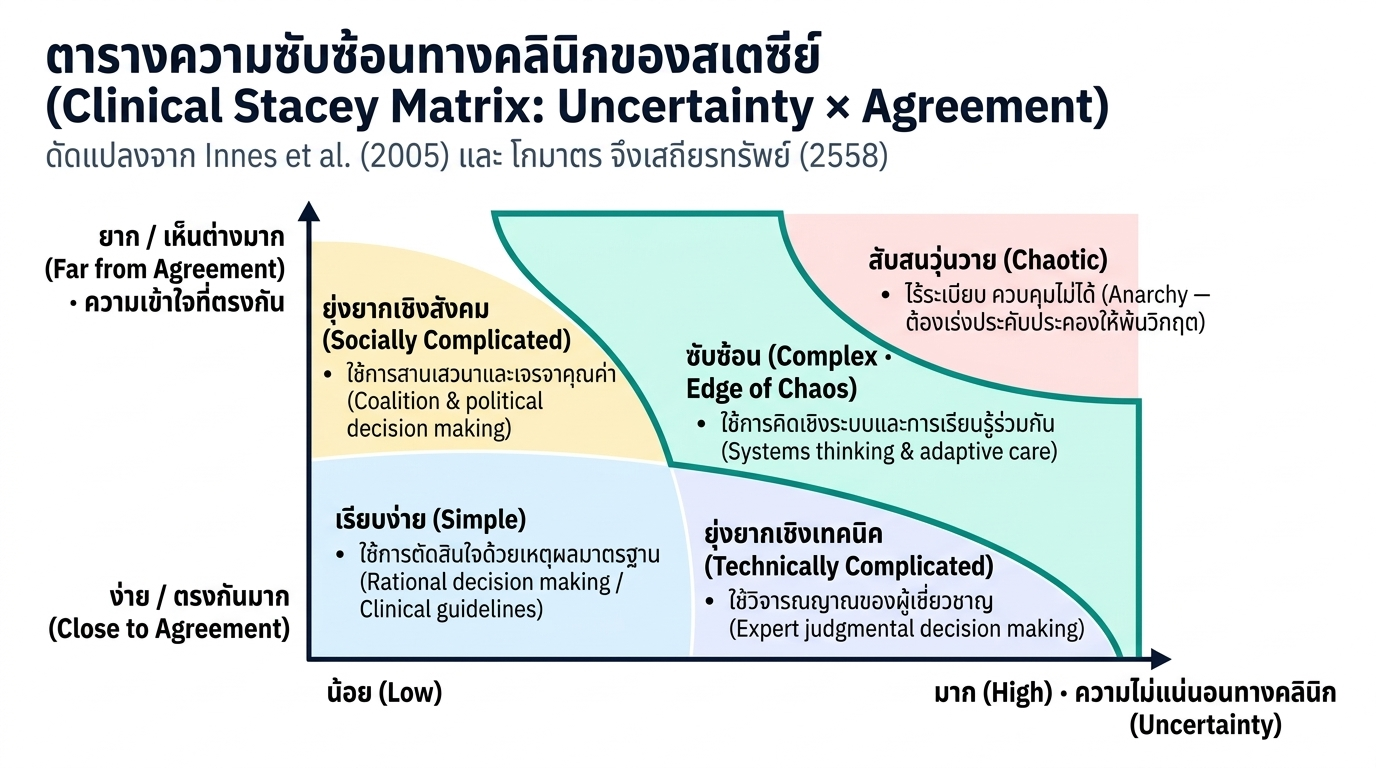 ตารางความซับซ้อนทางคลินิกของสเตซีย์
(Clinical Stacey Matrix: Uncertainty × Agreement)
ดัดแปลงจาก Innes et al. (2005) และ โกมาตร จึงเสถียรทรัพย์ (2558)
ยาก / เห็นต่างมาก
(Far from Agreement)
• ความเข้าใจที่ตรงกัน
สับสนวุ่นวาย (Chaotic)
• ไร้ระเบียบ ควบคุมไม่ได้ (Anarchy —
ต้องเร่งประคับประคองให้พ้นวิกฤต)
ยุ่งยากเชิงสังคม
(Socially Complicated)
• ใช้การสานเสวนาและเจรจาคุณค่า
(Coalition & political
decision making)
ซับซ้อน (Complex •
Edge of Chaos)
• ใช้การคิดเชิงระบบและการเรียนรู้ร่วมกัน
(Systems thinking & adaptive care)
เรียบง่าย (Simple)
• ใช้การตัดสินใจด้วยเหตุผลมาตรฐาน
(Rational decision making /
Clinical guidelines)
ยุ่งยากเชิงเทคนิค
(Technically Complicated)
• ใช้วิจารณญาณของผู้เชี่ยวชาญ
(Expert judgmental decision making)
ง่าย / ตรงกันมาก
(Close to Agreement)
น้อย (Low)
มาก (High) • ความไม่แน่นอนทางคลินิก
(Uncertainty)